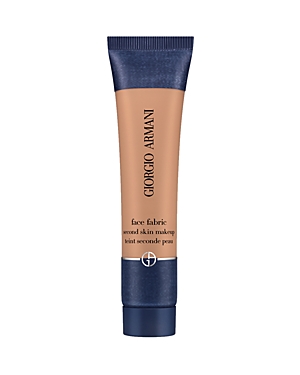 GIORGIO ARMANI
face fabric
second skin makeup
teint seconde peau